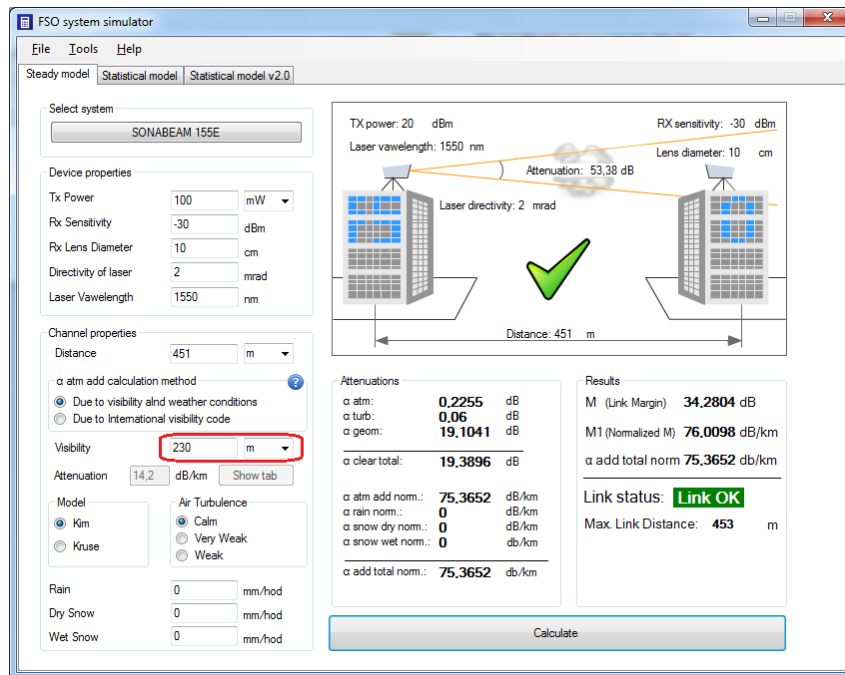 FSO system simulator
File Tools Help
Steady model Statistical model Statistical model v2.0
Select system
SONABEAM 155E
Device properties
Tx Power 100 mW
Rx Sensitivity -30 dBm
Rx Lens Diameter 10 cm
Directivity of laser 2 mrad
Laser Vawelength 1550 nm
Channel properties
Distance 451 m
α atm add calculation method ?
Due to visibility alnd weather conditions
Due to International visibility code
Visibility 230 m
Attenuation 14,2 dB/km Show tab
Model
Kim
Kruse
Air Turbulence
Calm
Very Weak
Weak
Rain 0 mm/hod
Dry Snow 0 mm/hod
Wet Snow 0 mm/hod
TX power: 20 dBm RX sensitivity: -30 dBm
Laser vawelength: 1550 nm Lens diameter: 10 cm
Attenuation: 53,38 dB
Laser directivity: 2 mrad
Distance: 451 m
Attenuations
α atm: 0,2255 dB
α turb: 0,06 dB
α geom: 19,1041 dB
α clear total: 19,3896 dB
α atm add norm.: 75,3652 dB/km
α rain norm.: 0 dB/km
α snow dry norm.: 0 dB/km
α snow wet norm.: 0 db/km
α add total norm.: 75,3652 db/km
Results
M (Link Margin) 34,2804 dB
M1 (Normalized M) 76,0098 dB/km
α add total norm 75,3652 db/km
Link status: Link OK
Max. Link Distance: 453 m
Calculate